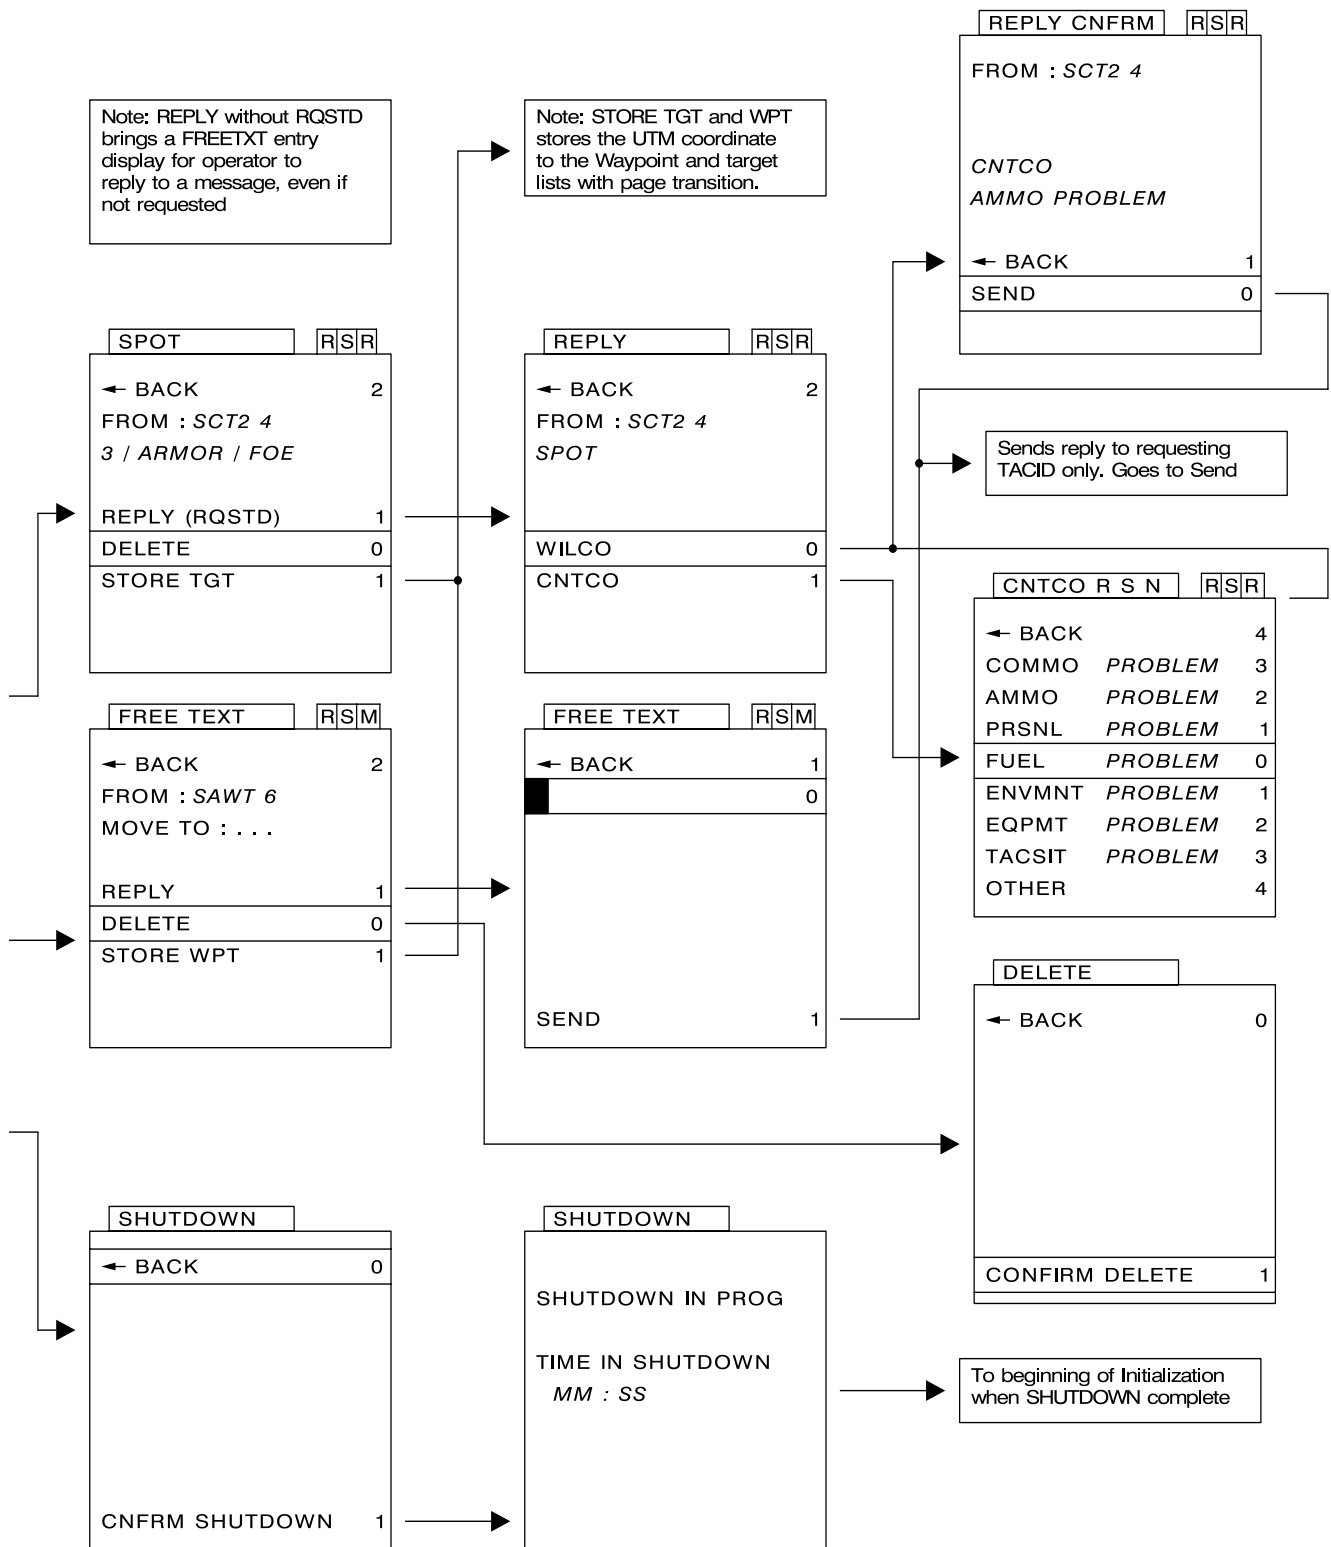 REPLY CNFRM R S R
FROM : SCT2 4
CNTCO
AMMO PROBLEM
← BACK 1
SEND 0
Note: REPLY without RQSTD
brings a FREETXT entry
display for operator to
reply to a message, even if
not requested
Note: STORE TGT and WPT
stores the UTM coordinate
to the Waypoint and target
lists with page transition.
SPOT R S R
← BACK 2
FROM : SCT2 4
3 / ARMOR / FOE
REPLY (RQSTD) 1
DELETE 0
STORE TGT 1
REPLY R S R
← BACK 2
FROM : SCT2 4
SPOT
WILCO 0
CNTCO 1
Sends reply to requesting
TACID only. Goes to Send
CNTCO R S N R S R
← BACK 4
COMMO PROBLEM 3
AMMO PROBLEM 2
PRSNL PROBLEM 1
FUEL PROBLEM 0
ENVMNT PROBLEM 1
EQPMT PROBLEM 2
TACSIT PROBLEM 3
OTHER 4
FREE TEXT R S M
← BACK 2
FROM : SAWT 6
MOVE TO : . . .
REPLY 1
DELETE 0
STORE WPT 1
FREE TEXT R S M
← BACK 1
0
SEND 1
DELETE
← BACK 0
CONFIRM DELETE 1
SHUTDOWN
← BACK 0
CNFRM SHUTDOWN 1
SHUTDOWN
SHUTDOWN IN PROG
TIME IN SHUTDOWN
MM : SS
To beginning of Initialization
when SHUTDOWN complete